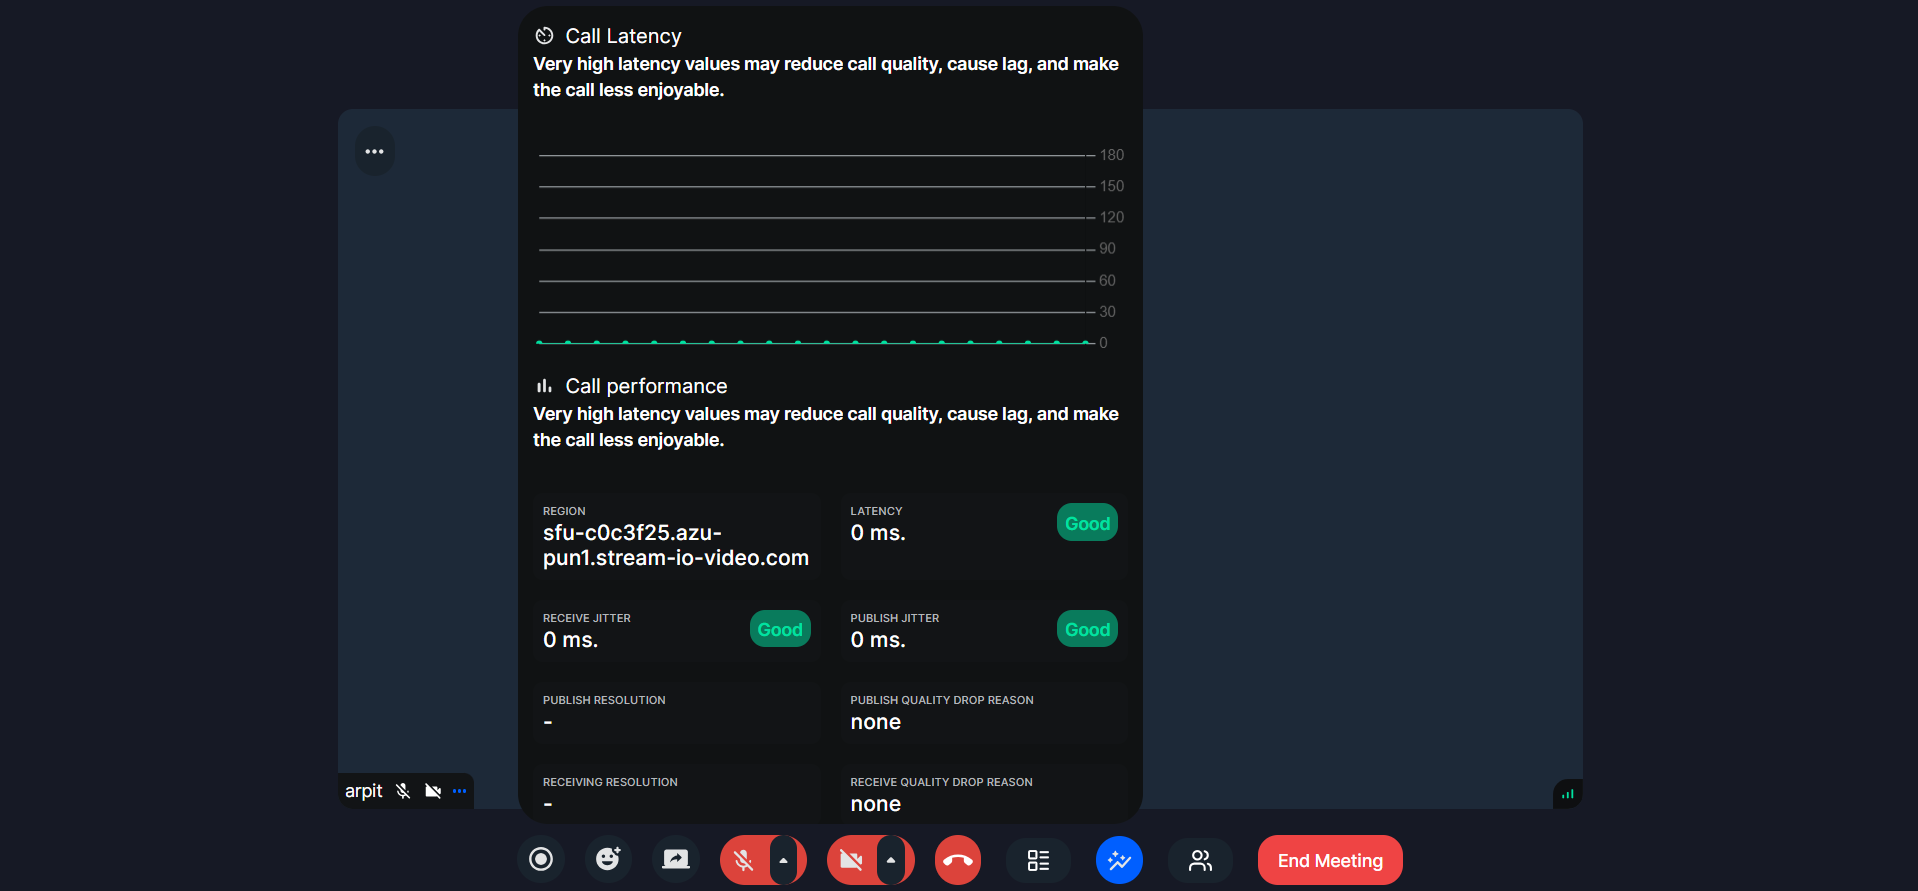 Call Latency
Very high latency values may reduce call quality, cause lag, and make
the call less enjoyable.
180
150
120
90
60
30
0
Call performance
Very high latency values may reduce call quality, cause lag, and make
the call less enjoyable.
REGION
sfu-c0c3f25.azu-
pun1.stream-io-video.com
LATENCY
0 ms.
Good
RECEIVE JITTER
0 ms.
Good
PUBLISH JITTER
0 ms.
Good
PUBLISH RESOLUTION
-
PUBLISH QUALITY DROP REASON
none
RECEIVING RESOLUTION
-
RECEIVE QUALITY DROP REASON
none
arpit
End Meeting